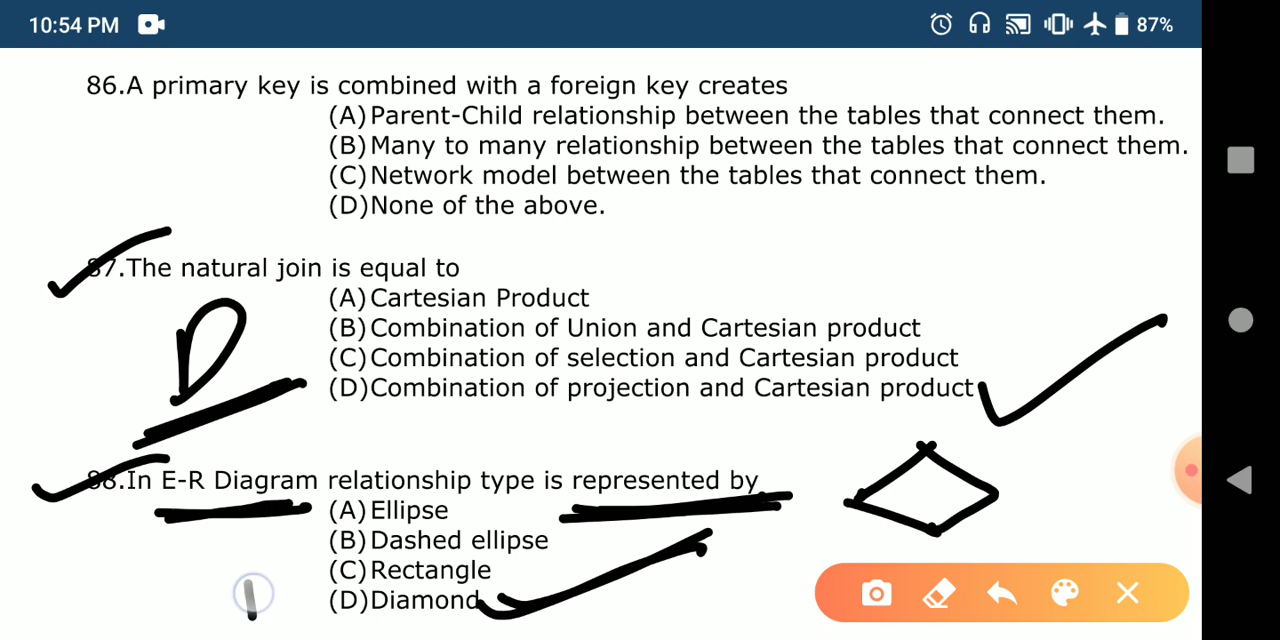 10:54 PM 87%
86.A primary key is combined with a foreign key creates
(A)Parent-Child relationship between the tables that connect them.
(B)Many to many relationship between the tables that connect them.
(C)Network model between the tables that connect them.
(D)None of the above.
87.The natural join is equal to
(A)Cartesian Product
(B)Combination of Union and Cartesian product
(C)Combination of selection and Cartesian product
(D)Combination of projection and Cartesian product
D
88.In E-R Diagram relationship type is represented by
(A)Ellipse
(B)Dashed ellipse
(C)Rectangle
(D)Diamond